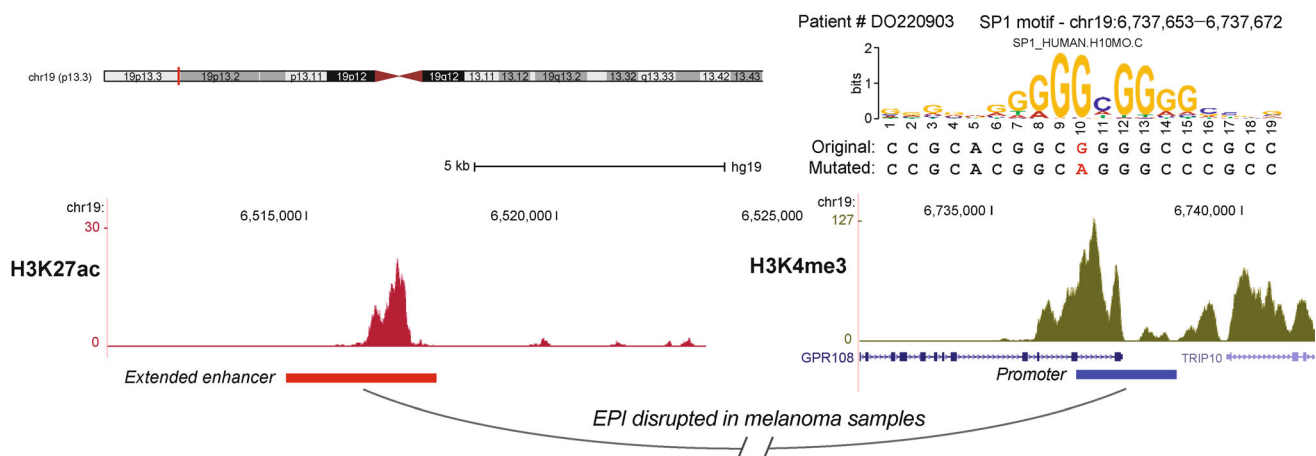 Patient # DO220903 SP1 motif - chr19:6,737,653–6,737,672
SP1_HUMAN.H10MO.C
chr19 (p13.3) 19p13.3 19p13.2 p13.11 19p12 19q12 13.11 13.12 19q13.2 13.32 q13.33 13.42 13.43
2
1
0
bits
1 2 3 4 5 6 7 8 9 10 11 12 13 14 15 16 17 18 19
Original: C C G C A C G G C G G G G C C C G C C
Mutated: C C G C A C G G C A G G G C C C G C C
5 kb hg19
chr19: 6,515,000 6,520,000 6,525,000
30
H3K27ac
0
Extended enhancer
chr19: 6,735,000 6,740,000
127
H3K4me3
0
GPR108 TRIP10
Promoter
EPI disrupted in melanoma samples